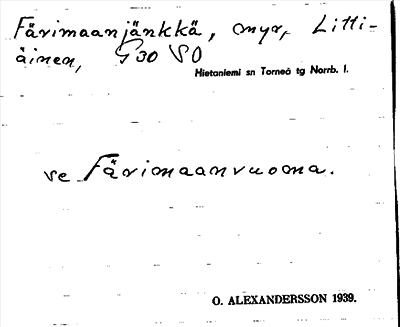 Färimaanjänkkä, myr, Litti-
äinen, G30 SO
Hietaniemi sn Torneå tg Norrb. l.
se Färimaanvuoma.
O. ALEXANDERSSON 1939.